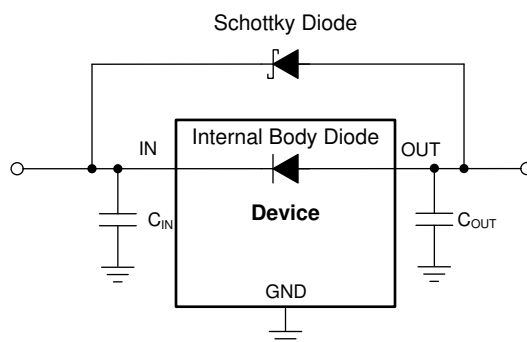 Schottky Diode
IN
Internal Body Diode
OUT
CIN
Device
COUT
GND